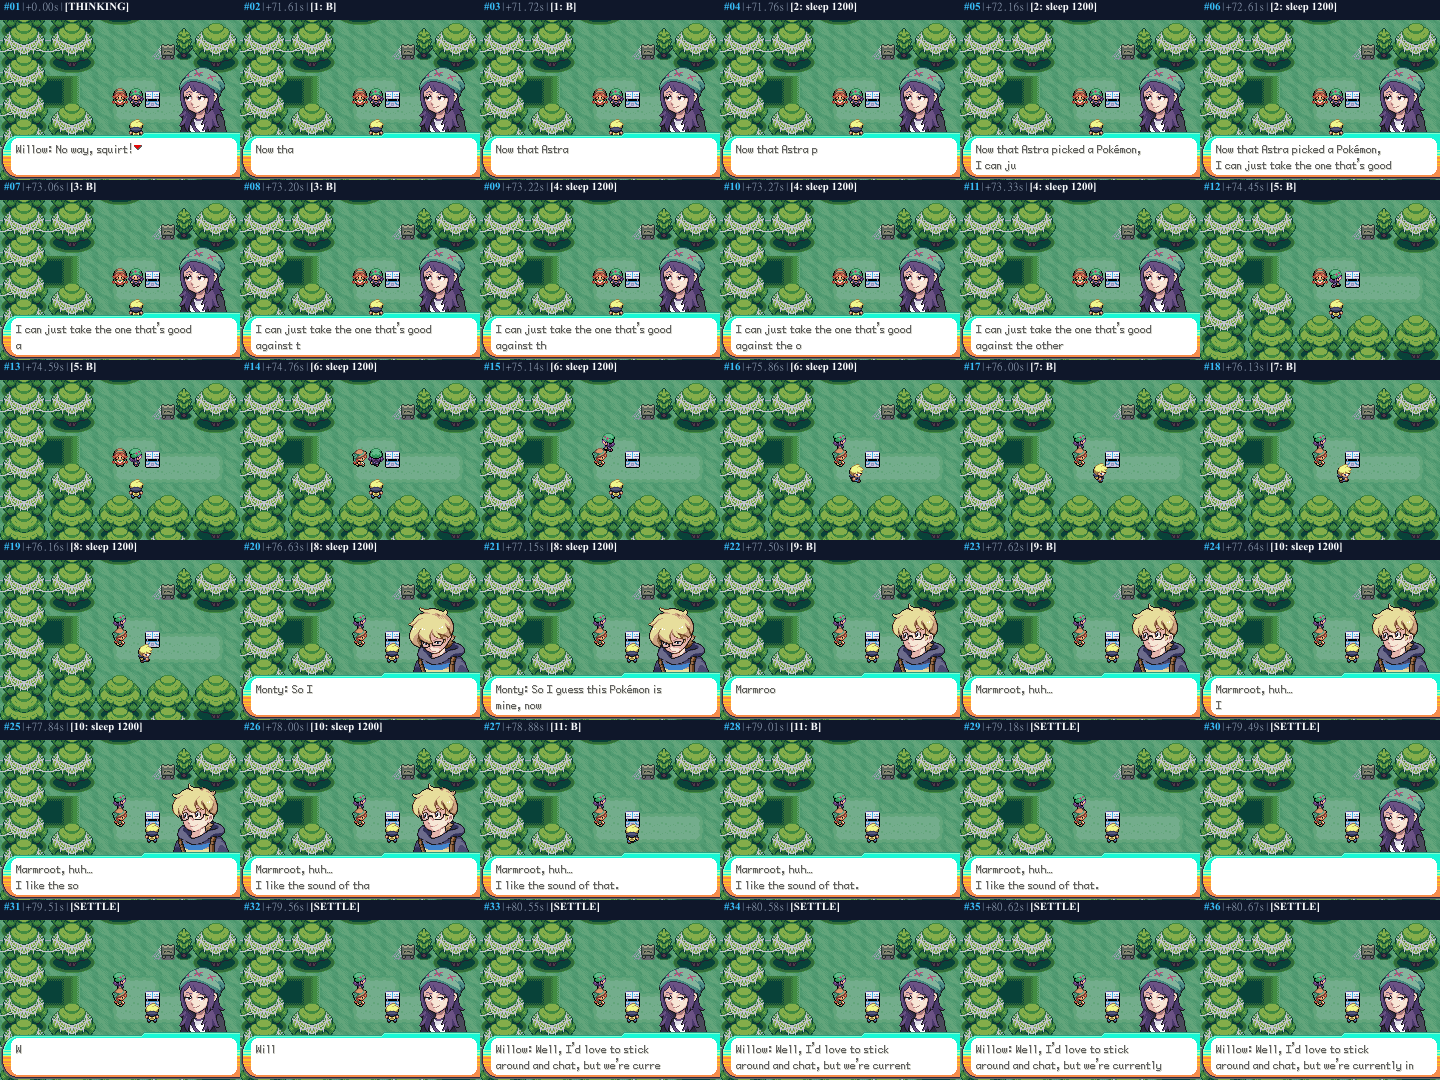 #01|+0.00s|[THINKING]
Willow: No way, squirt!
#02|+71.61s|[1: B]
Now tha
#03|+71.72s|[1: B]
Now that Astra
#04|+71.76s|[2: sleep 1200]
Now that Astra p
#05|+72.16s|[2: sleep 1200]
Now that Astra picked a Pokémon,
I can ju
#06|+72.61s|[2: sleep 1200]
Now that Astra picked a Pokémon,
I can just take the one that's good
#07|+73.06s|[3: B]
I can just take the one that's good
a
#08|+73.20s|[3: B]
I can just take the one that's good
against t
#09|+73.22s|[4: sleep 1200]
I can just take the one that's good
against th
#10|+73.27s|[4: sleep 1200]
I can just take the one that's good
against the o
#11|+73.33s|[4: sleep 1200]
I can just take the one that's good
against the other
#12|+74.45s|[5: B]
#13|+74.59s|[5: B]
#14|+74.76s|[6: sleep 1200]
#15|+75.14s|[6: sleep 1200]
#16|+75.86s|[6: sleep 1200]
#17|+76.00s|[7: B]
#18|+76.13s|[7: B]
#19|+76.16s|[8: sleep 1200]
#20|+76.63s|[8: sleep 1200]
Monty: So I
#21|+77.15s|[8: sleep 1200]
Monty: So I guess this Pokémon is
mine, now
#22|+77.50s|[9: B]
Marmroo
#23|+77.62s|[9: B]
Marmroot, huh...
#24|+77.64s|[10: sleep 1200]
Marmroot, huh...
I
#25|+77.84s|[10: sleep 1200]
Marmroot, huh...
I like the so
#26|+78.00s|[10: sleep 1200]
Marmroot, huh...
I like the sound of tha
#27|+78.88s|[11: B]
Marmroot, huh...
I like the sound of that.
#28|+79.01s|[11: B]
Marmroot, huh...
I like the sound of that.
#29|+79.18s|[SETTLE]
Marmroot, huh...
I like the sound of that.
#30|+79.49s|[SETTLE]
#31|+79.51s|[SETTLE]
W
#32|+79.56s|[SETTLE]
Will
#33|+80.55s|[SETTLE]
Willow: Well, I'd love to stick
around and chat, but we're curre
#34|+80.58s|[SETTLE]
Willow: Well, I'd love to stick
around and chat, but we're current
#35|+80.62s|[SETTLE]
Willow: Well, I'd love to stick
around and chat, but we're currently
#36|+80.67s|[SETTLE]
Willow: Well, I'd love to stick
around and chat, but we're currently in